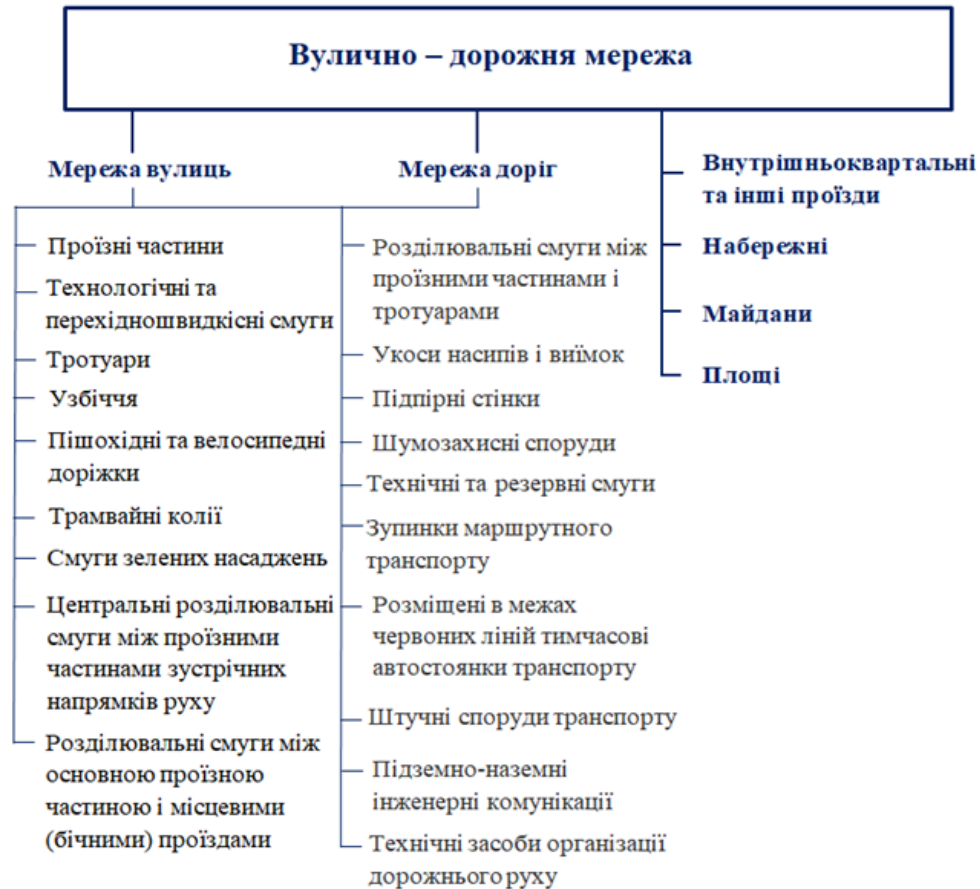 Вулично – дорожня мережа
Мережа вулиць
Проїзні частини
Технологічні та
перехідношвидкісні смуги
Тротуари
Узбіччя
Пішохідні та велосипедні
доріжки
Трамвайні колії
Смуги зелених насаджень
Центральні розділювальні
смуги між проїзними
частинами зустрічних
напрямків руху
Розділювальні смуги між
основною проїзною
частиною і місцевими
(бічними) проїздами
Мережа доріг
Розділювальні смуги між
проїзними частинами і
тротуарами
Укоси насипів і виїмок
Підпірні стінки
Шумозахисні споруди
Технічні та резервні смуги
Зупинки маршрутного
транспорту
Розміщені в межах
червоних ліній тимчасові
автостоянки транспорту
Штучні споруди транспорту
Підземно-наземні
інженерні комунікації
Технічні засоби організації
дорожнього руху
Внутрішньоквартальні
та інші проїзди
Набережні
Майдани
Площі